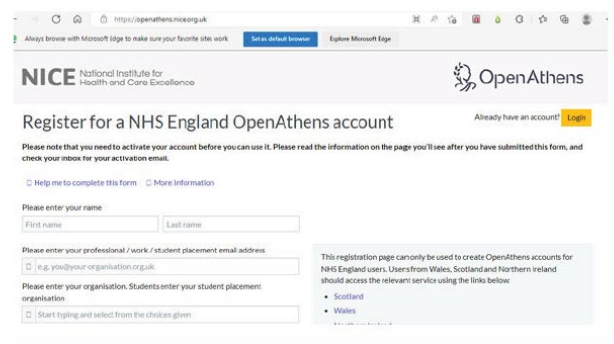 https://openathens.nice.org.uk
Always browse with Microsoft Edge to make sure your favorite sites work
Set as default browser
Explore Microsoft Edge
NICE National Institute for
Health and Care Excellence
OpenAthens
Register for a NHS England OpenAthens account
Already have an account? Login
Please note that you need to activate your account before you can use it. Please read the information on the page you'll see after you have submitted this form, and
check your inbox for your activation email.
Help me to complete this form
More Information
Please enter your name
First name
Last name
Please enter your professional / work / student placement email address
e.g. you@your-organisation.org.uk
Please enter your organisation. Students enter your student placement
organisation
Start typing and select from the choices given
This registration page can only be used to create OpenAthens accounts for
NHS England users. Users from Wales, Scotland and Northern Ireland
should access the relevant service using the links below
Scotland
Wales
Northern Ireland